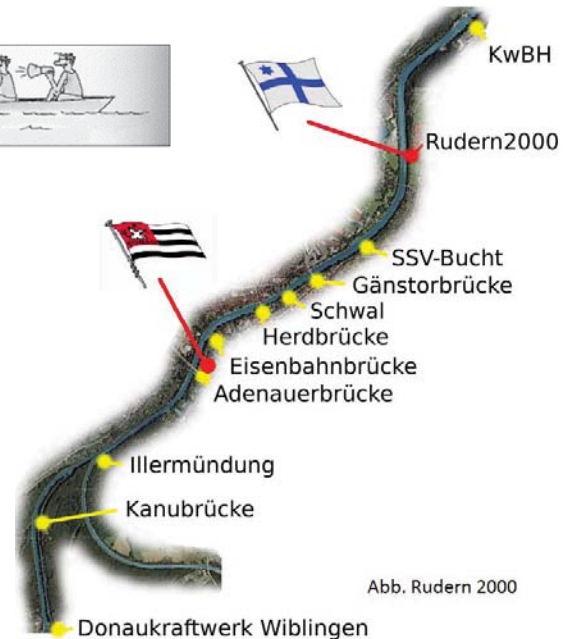 KwBH
Rudern2000
SSV-Bucht
Gänstorbrücke
Schwal
Herdbrücke
Eisenbahnbrücke
Adenauerbrücke
Illermündung
Kanubrücke
Abb. Rudern 2000
Donaukraftwerk Wiblingen